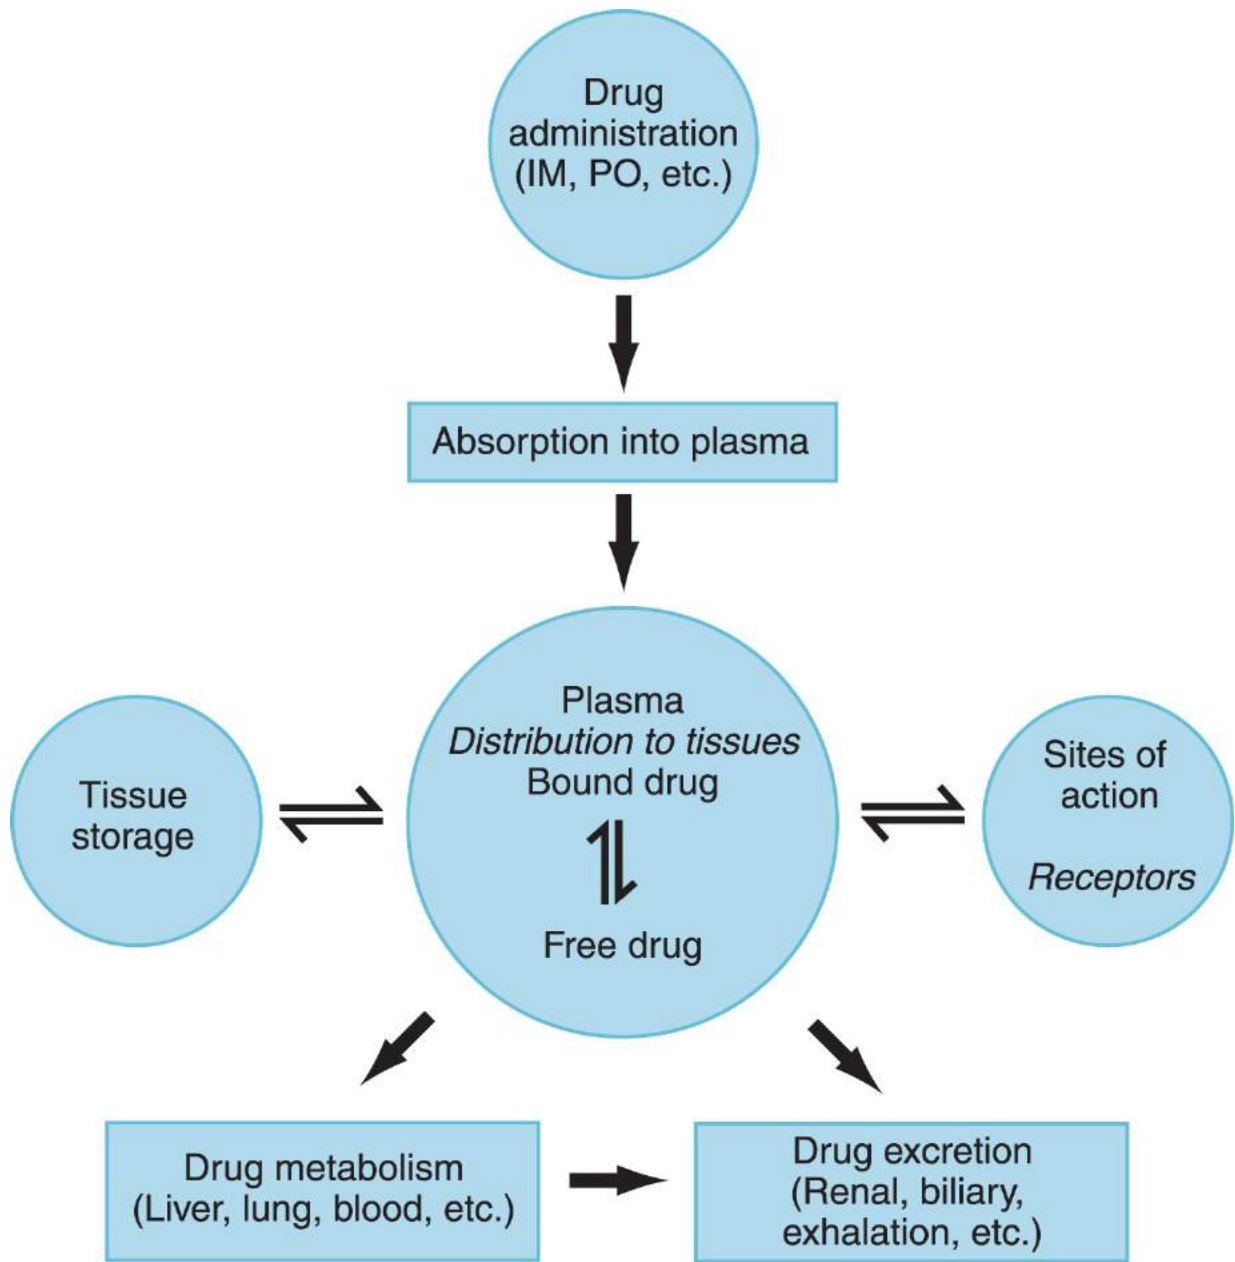 Drug
administration
(IM, PO, etc.)
Absorption into plasma
Plasma
Distribution to tissues
Bound drug
Free drug
Tissue
storage
Sites of
action
Receptors
Drug metabolism
(Liver, lung, blood, etc.)
Drug excretion
(Renal, biliary,
exhalation, etc.)